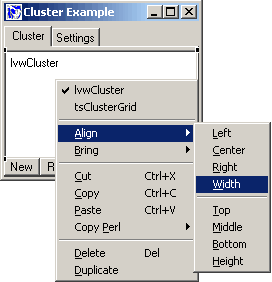 Cluster Example
Cluster Settings
lvwCluster
lvwCluster
tsClusterGrid
Align
Bring
Cut Ctrl+X
Copy Ctrl+C
Paste Ctrl+V
Copy Perl
Delete Del
Duplicate
Left
Center
Right
Width
Top
Middle
Bottom
Height
New R